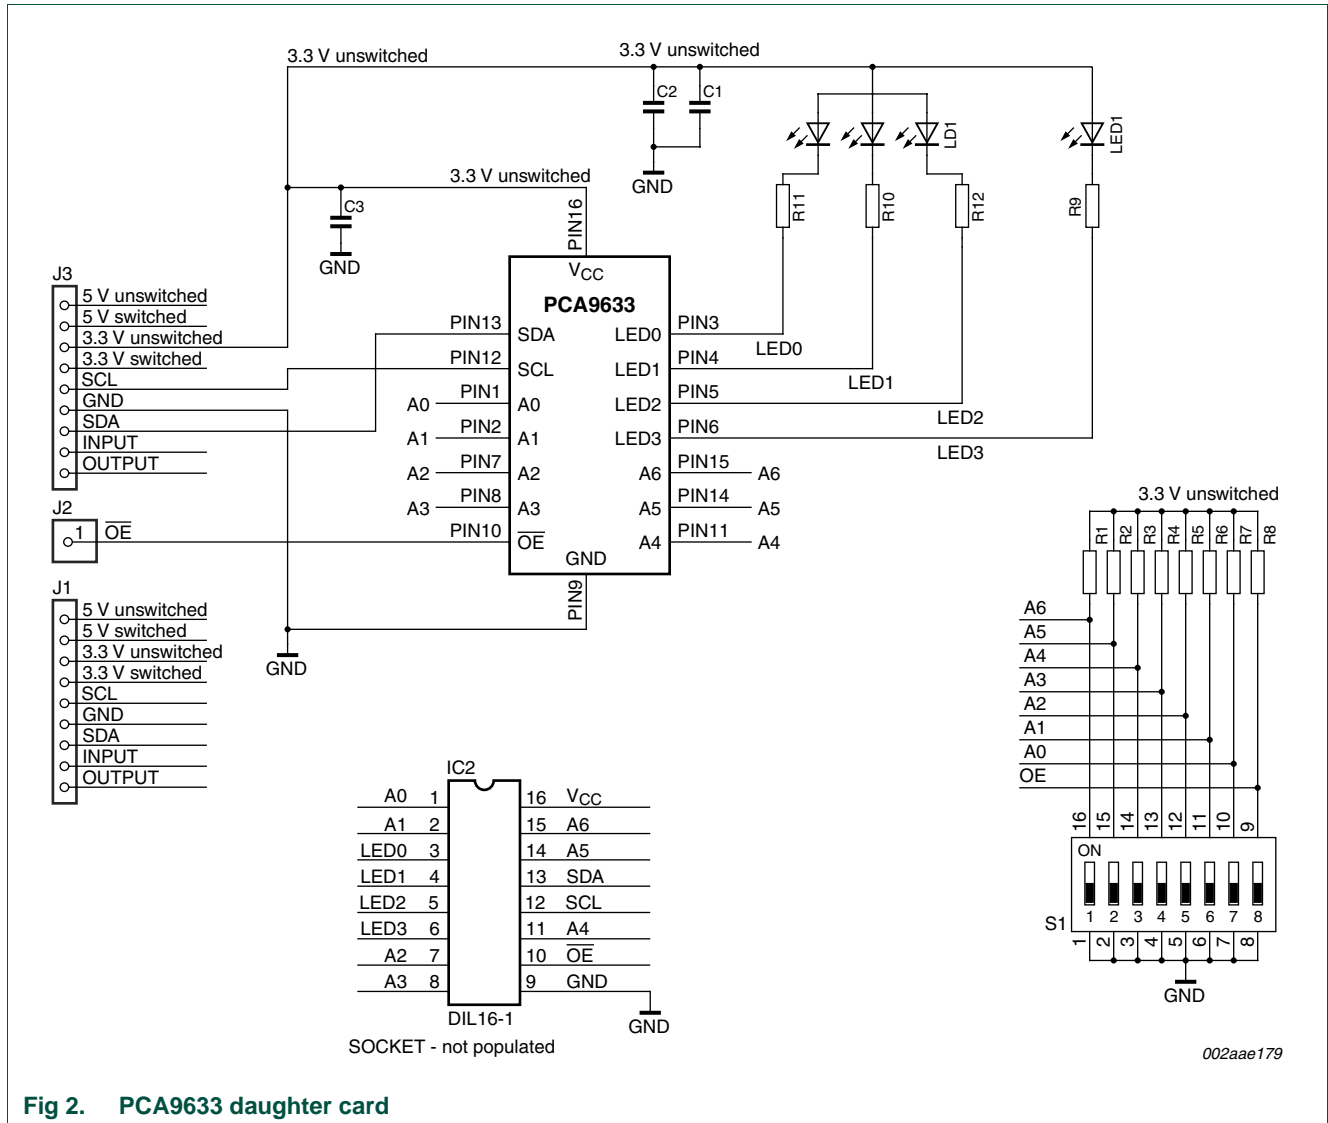 3.3 V unswitched
3.3 V unswitched
C2
C1
LD1
LED1
GND
3.3 V unswitched
C3
GND
PIN16
R11
R10
R12
R9
J3
5 V unswitched
5 V switched
3.3 V unswitched
3.3 V switched
SCL
GND
SDA
INPUT
OUTPUT
VCC
PCA9633
PIN13 SDA
PIN12 SCL
A0 PIN1 A0
A1 PIN2 A1
A2 PIN7 A2
A3 PIN8 A3
PIN10 OE
GND
PIN9
LED0 PIN3 LED0
LED1 PIN4 LED1
LED2 PIN5 LED2
LED3 PIN6 LED3
A6 PIN15 A6
A5 PIN14 A5
A4 PIN11 A4
J2
1 OE
J1
5 V unswitched
5 V switched
3.3 V unswitched
3.3 V switched
SCL
GND
SDA
INPUT
OUTPUT
GND
3.3 V unswitched
R1 R2 R3 R4 R5 R6 R7 R8
A6
A5
A4
A3
A2
A1
A0
OE
16 15 14 13 12 11 10 9
ON
1 2 3 4 5 6 7 8
S1
1 2 3 4 5 6 7 8
GND
IC2
A0 1 16 VCC
A1 2 15 A6
LED0 3 14 A5
LED1 4 13 SDA
LED2 5 12 SCL
LED3 6 11 A4
A2 7 10 OE
A3 8 9 GND
DIL16-1
GND
SOCKET - not populated
002aae179
Fig 2. PCA9633 daughter card